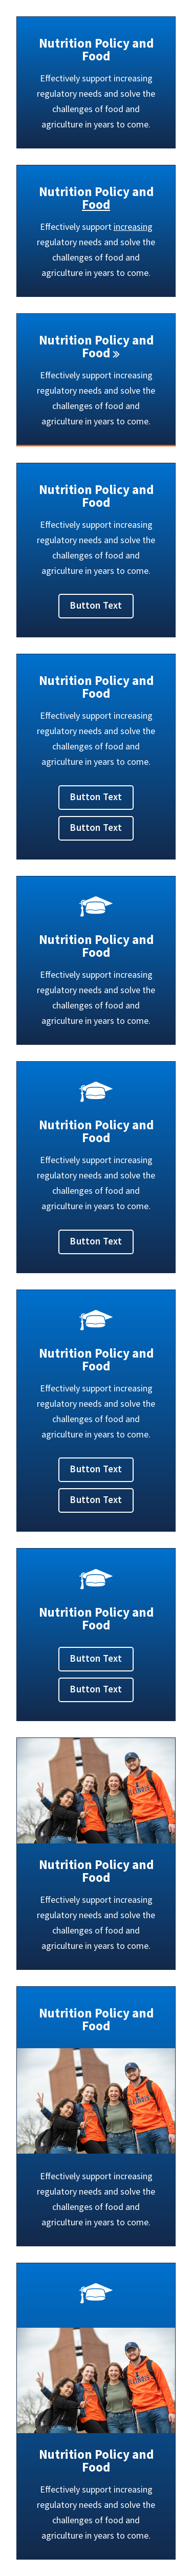 Nutrition Policy and
Food
Effectively support increasing
regulatory needs and solve the
challenges of food and
agriculture in years to come.
Nutrition Policy and
Food
Effectively support increasing
regulatory needs and solve the
challenges of food and
agriculture in years to come.
Nutrition Policy and
Food »
Effectively support increasing
regulatory needs and solve the
challenges of food and
agriculture in years to come.
Nutrition Policy and
Food
Effectively support increasing
regulatory needs and solve the
challenges of food and
agriculture in years to come.
Button Text
Nutrition Policy and
Food
Effectively support increasing
regulatory needs and solve the
challenges of food and
agriculture in years to come.
Button Text
Button Text
Nutrition Policy and
Food
Effectively support increasing
regulatory needs and solve the
challenges of food and
agriculture in years to come.
Nutrition Policy and
Food
Effectively support increasing
regulatory needs and solve the
challenges of food and
agriculture in years to come.
Button Text
Nutrition Policy and
Food
Effectively support increasing
regulatory needs and solve the
challenges of food and
agriculture in years to come.
Button Text
Button Text
Nutrition Policy and
Food
Button Text
Button Text
ILLINOIS
Nutrition Policy and
Food
Effectively support increasing
regulatory needs and solve the
challenges of food and
agriculture in years to come.
Nutrition Policy and
Food
ILLINOIS
Effectively support increasing
regulatory needs and solve the
challenges of food and
agriculture in years to come.
ILLINOIS
Nutrition Policy and
Food
Effectively support increasing
regulatory needs and solve the
challenges of food and
agriculture in years to come.